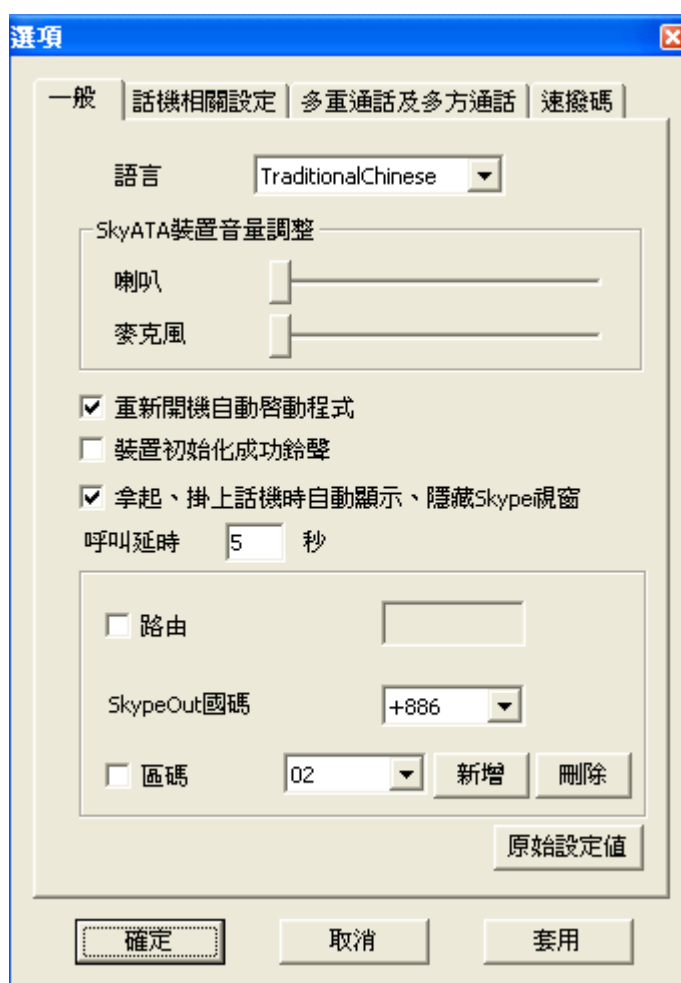 選項
一般 話機相關設定 多重通話及多方通話 速撥碼
語言 TraditionalChinese
SkyATA裝置音量調整
喇叭
麥克風
重新開機自動啓動程式
裝置初始化成功鈴聲
拿起、掛上話機時自動顯示、隱藏Skype視窗
呼叫延時 5 秒
路由
SkypeOut國碼 +886
區碼 02 新增 刪除
原始設定值
確定 取消 套用